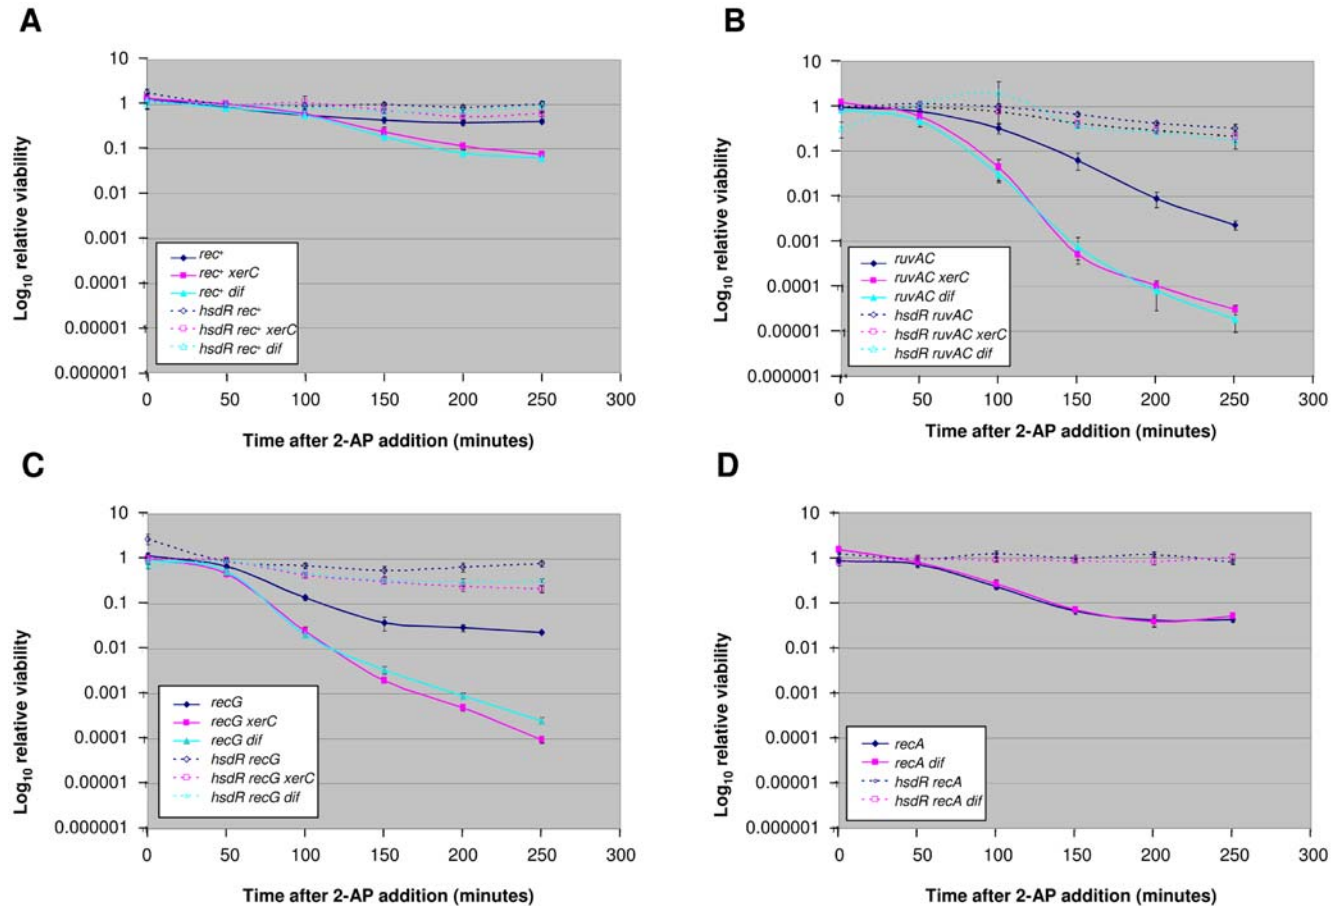 A
10
1
0.1
0.01
0.001
0.0001
0.00001
0.000001
0 50 100 150 200 250 300
Log10 relative viability
Time after 2-AP addition (minutes)
rec+
rec+ xerC
rec+ dif
hsdR rec+
hsdR rec+ xerC
hsdR rec+ dif
B
10
1
0.1
0.01
0.001
0.0001
0.00001
0.000001
0 50 100 150 200 250 300
Log10 relative viability
Time after 2-AP addition (minutes)
ruvAC
ruvAC xerC
ruvAC dif
hsdR ruvAC
hsdR ruvAC xerC
hsdR ruvAC dif
C
10
1
0.1
0.01
0.001
0.0001
0.00001
0.000001
0 50 100 150 200 250 300
Log10 relative viability
Time after 2-AP addition (minutes)
recG
recG xerC
recG dif
hsdR recG
hsdR recG xerC
hsdR recG dif
D
10
1
0.1
0.01
0.001
0.0001
0.00001
0.000001
0 50 100 150 200 250 300
Log10 relative viability
Time after 2-AP addition (minutes)
recA
recA dif
hsdR recA
hsdR recA dif